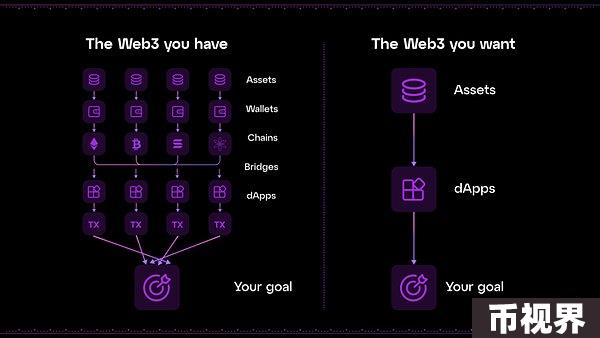 The Web3 you have
Assets
Wallets
Chains
Bridges
dApps
TX TX TX TX
Your goal
The Web3 you want
Assets
dApps
Your goal
币视界